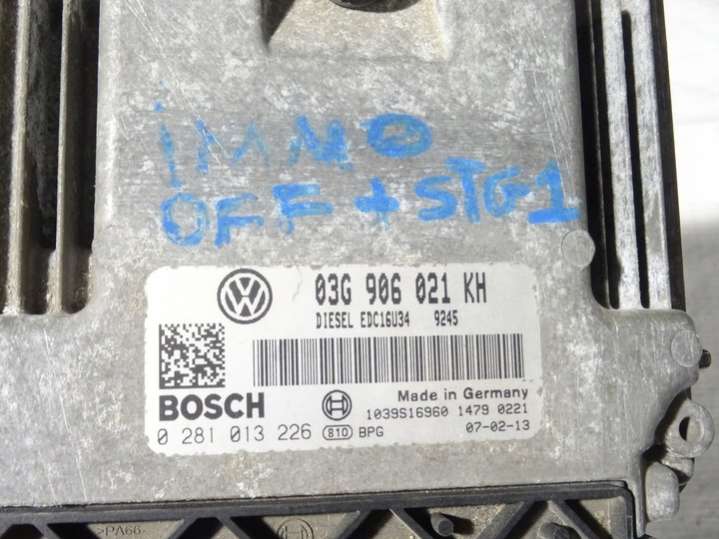 IMMO
OFF + STG1
03G 906 021 KH
DIESEL EDC16U34 9245
BOSCH
Made in Germany
1039S16960 1479 0221
0 281 013 226 810 BPG 07-02-13
>PA66-